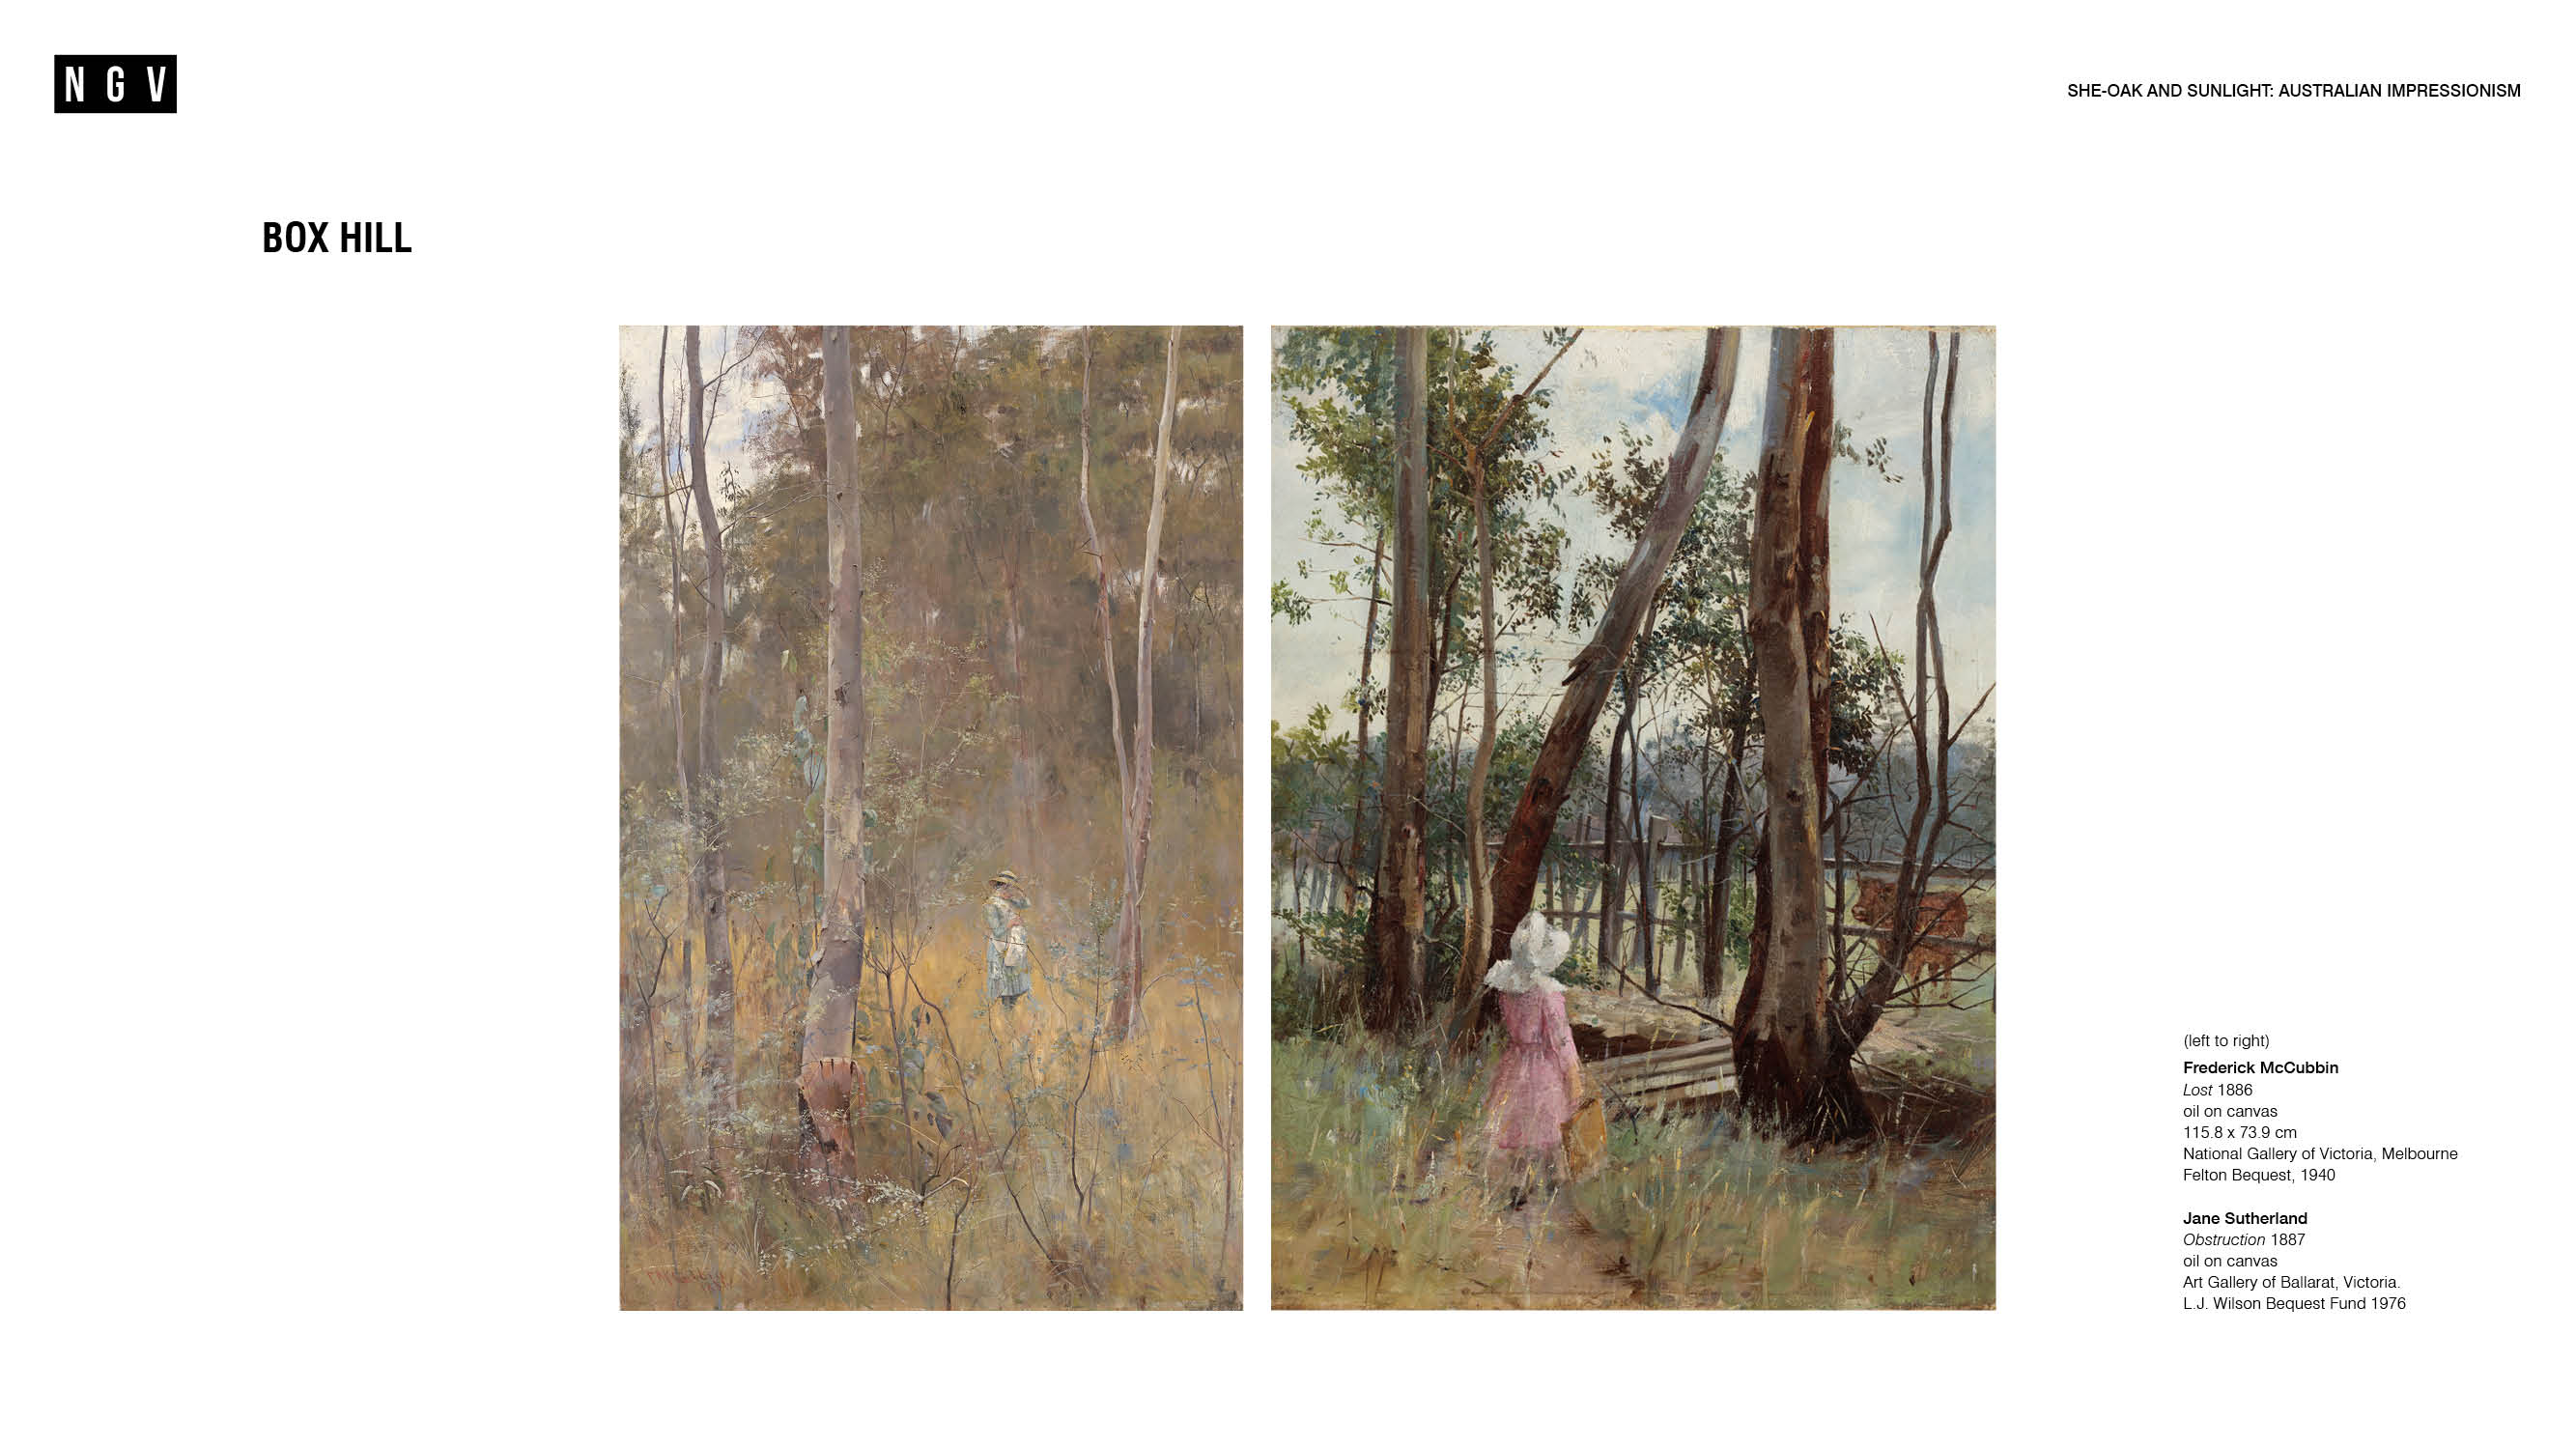 NGV
SHE-OAK AND SUNLIGHT: AUSTRALIAN IMPRESSIONISM
BOX HILL
(left to right)
Frederick McCubbin
Lost 1886
oil on canvas
115.8 x 73.9 cm
National Gallery of Victoria, Melbourne
Felton Bequest, 1940
Jane Sutherland
Obstruction 1887
oil on canvas
Art Gallery of Ballarat, Victoria.
L.J. Wilson Bequest Fund 1976